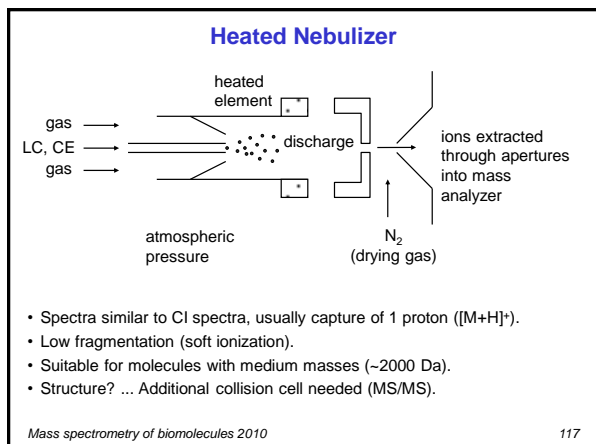 Heated Nebulizer
heated
element
gas
LC, CE
gas
discharge
ions extracted
through apertures
into mass
analyzer
atmospheric
pressure
N₂
(drying gas)
• Spectra similar to CI spectra, usually capture of 1 proton ([M+H]⁺).
• Low fragmentation (soft ionization).
• Suitable for molecules with medium masses (~2000 Da).
• Structure? ... Additional collision cell needed (MS/MS).
Mass spectrometry of biomolecules 2010
117